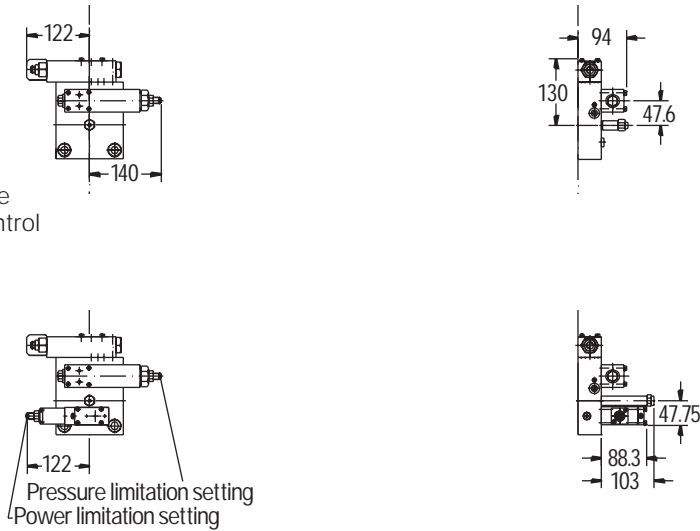 122
94
130
47.6
140
e
ntrol
47.75
122
88.3
103
Pressure limitation setting
Power limitation setting